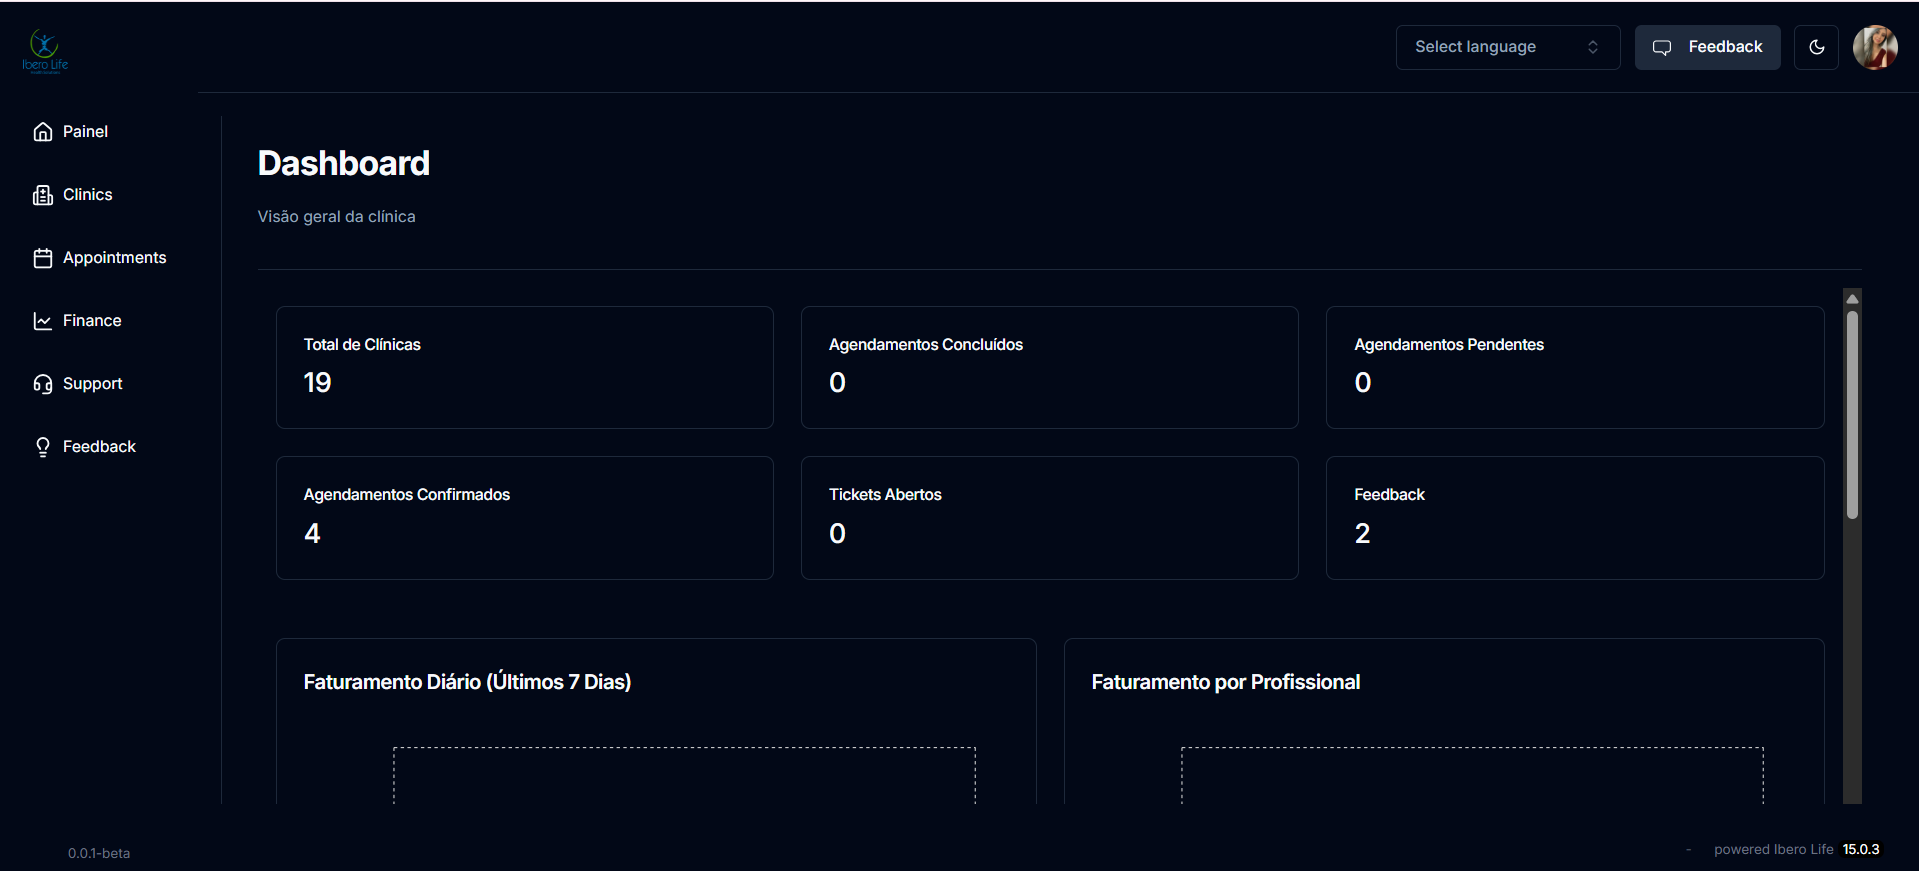 Ibero Life
Select language
Feedback
Painel
Clinics
Appointments
Finance
Support
Feedback
Dashboard
Visão geral da clínica
Total de Clínicas
19
Agendamentos Concluídos
0
Agendamentos Pendentes
0
Agendamentos Confirmados
4
Tickets Abertos
0
Feedback
2
Faturamento Diário (Últimos 7 Dias)
Faturamento por Profissional
0.0.1-beta
- powered Ibero Life 15.0.3